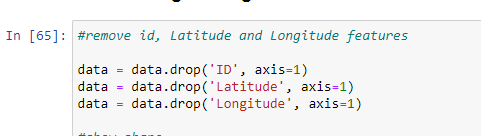 In [65]: #remove id, Latitude and Longitude features
data = data.drop('ID', axis=1)
data = data.drop('Latitude', axis=1)
data = data.drop('Longitude', axis=1)